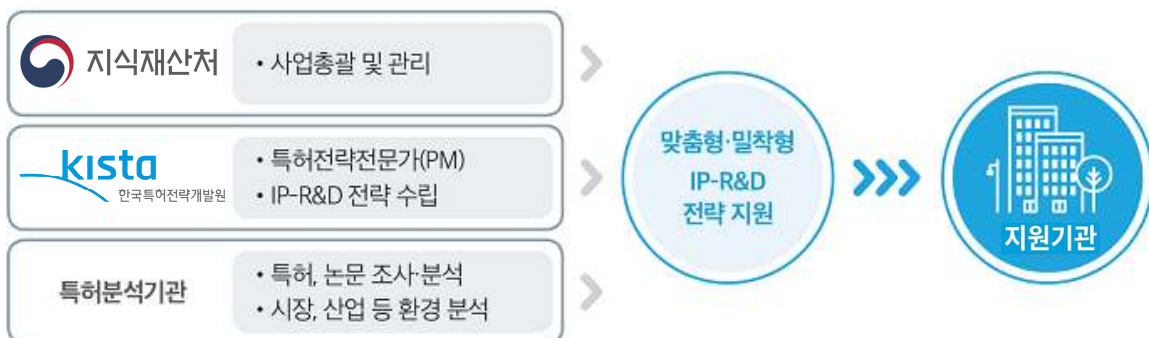 지식재산처
• 사업총괄 및 관리
kısta
한국특허전략개발원
• 특허전략전문가(PM)
• IP-R&D 전략 수립
특허분석기관
• 특허, 논문 조사·분석
• 시장, 산업 등 환경 분석
맞춤형·밀착형
IP-R&D
전략 지원
지원기관